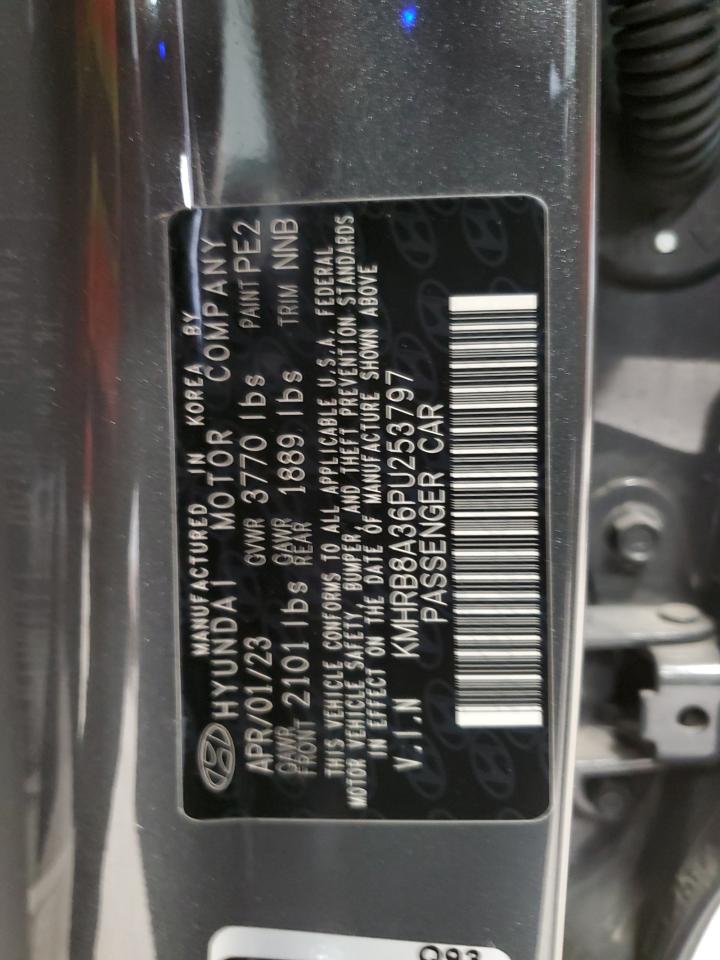 MANUFACTURED IN KOREA BY
HYUNDAI MOTOR COMPANY
APR/01/23 GVWR 3770 lbs PAINT PE2
GAWR FRONT 2101 lbs GAWR REAR 1889 lbs TRIM NNB
THIS VEHICLE CONFORMS TO ALL APPLICABLE U.S.A. FEDERAL
MOTOR VEHICLE SAFETY, BUMPER, AND THEFT PREVENTION STANDARDS
IN EFFECT ON THE DATE OF MANUFACTURE SHOWN ABOVE
V.I.N KMHRB8A36PU253797
PASSENGER CAR